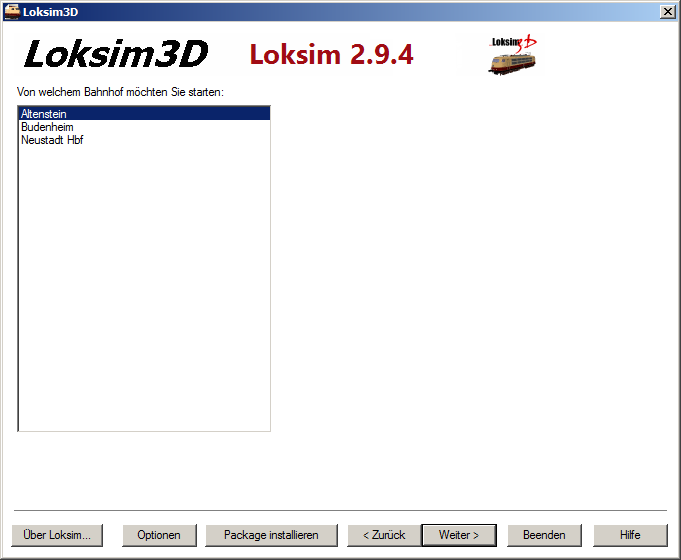 Loksim3D
Loksim3D
Loksim 2.9.4
Loksim3D
Von welchem Bahnhof möchten Sie starten:
Altenstein
Budenheim
Neustadt Hbf
Über Loksim...
Optionen
Package installieren
< Zurück
Weiter >
Beenden
Hilfe